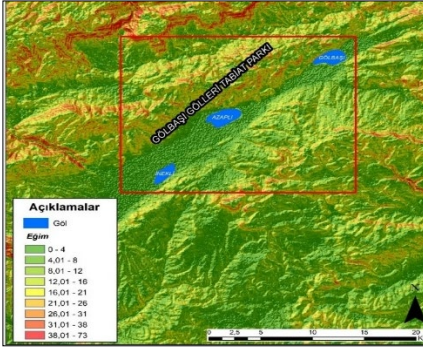 GÖLBAŞI
GÖLBAŞI GÖLLERİ TABİAT PARKI
AZAPLI
İNEKLİ
Açıklamalar
Göl
Eğim
0 - 4
4,01 - 8
8,01 - 12
12,01 - 16
16,01 - 21
21,01 - 26
26,01 - 31
31,01 - 38
38,01 - 73
0 2,5 5 10 15 20